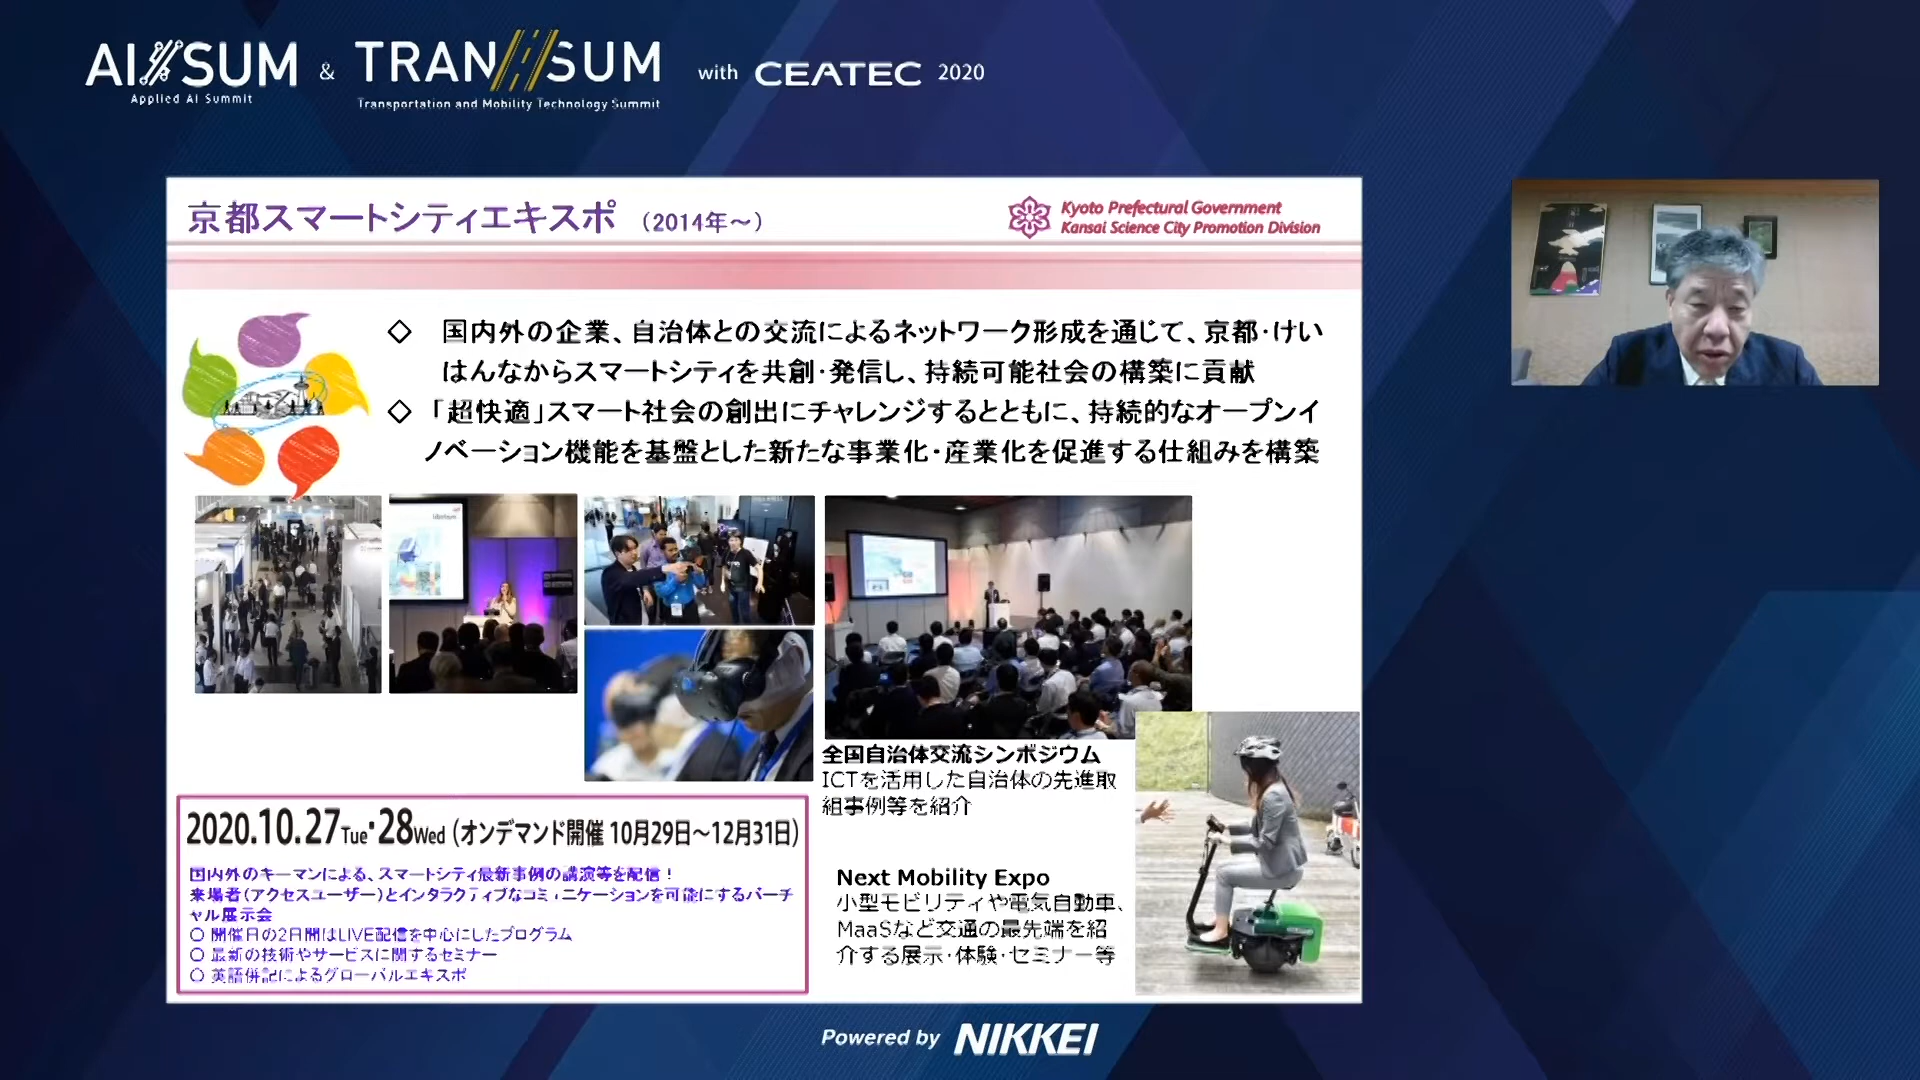 AI//SUM & TRAN//SUM with CEATEC 2020
Applied AI Summit
Transportation and Mobility Technology Summit
京都スマートシティエキスポ （2014年～）
Kyoto Prefectural Government
Kansai Science City Promotion Division
◇ 国内外の企業、自治体との交流によるネットワーク形成を通じて、京都・けい
はんなからスマートシティを共創・発信し、持続可能社会の構築に貢献
◇ 「超快適」スマート社会の創出にチャレンジするとともに、持続的なオープンイ
ノベーション機能を基盤とした新たな事業化・産業化を促進する仕組みを構築
全国自治体交流シンポジウム
ICTを活用した自治体の先進取
組事例等を紹介
2020.10.27Tue・28Wed（オンデマンド開催 10月29日～12月31日）
国内外のキーマンによる、スマートシティ最新事例の講演等を配信！
来場者（アクセスユーザー）とインタラクティブなコミュニケーションを可能にするバーチ
ャル展示会
○ 開催日の2日間はLIVE配信を中心にしたプログラム
○ 最新の技術やサービスに関するセミナー
○ 英語併記によるグローバルエキスポ
Next Mobility Expo
小型モビリティや電気自動車、
MaaSなど交通の最先端を紹
介する展示・体験・セミナー等
Powered by NIKKEI